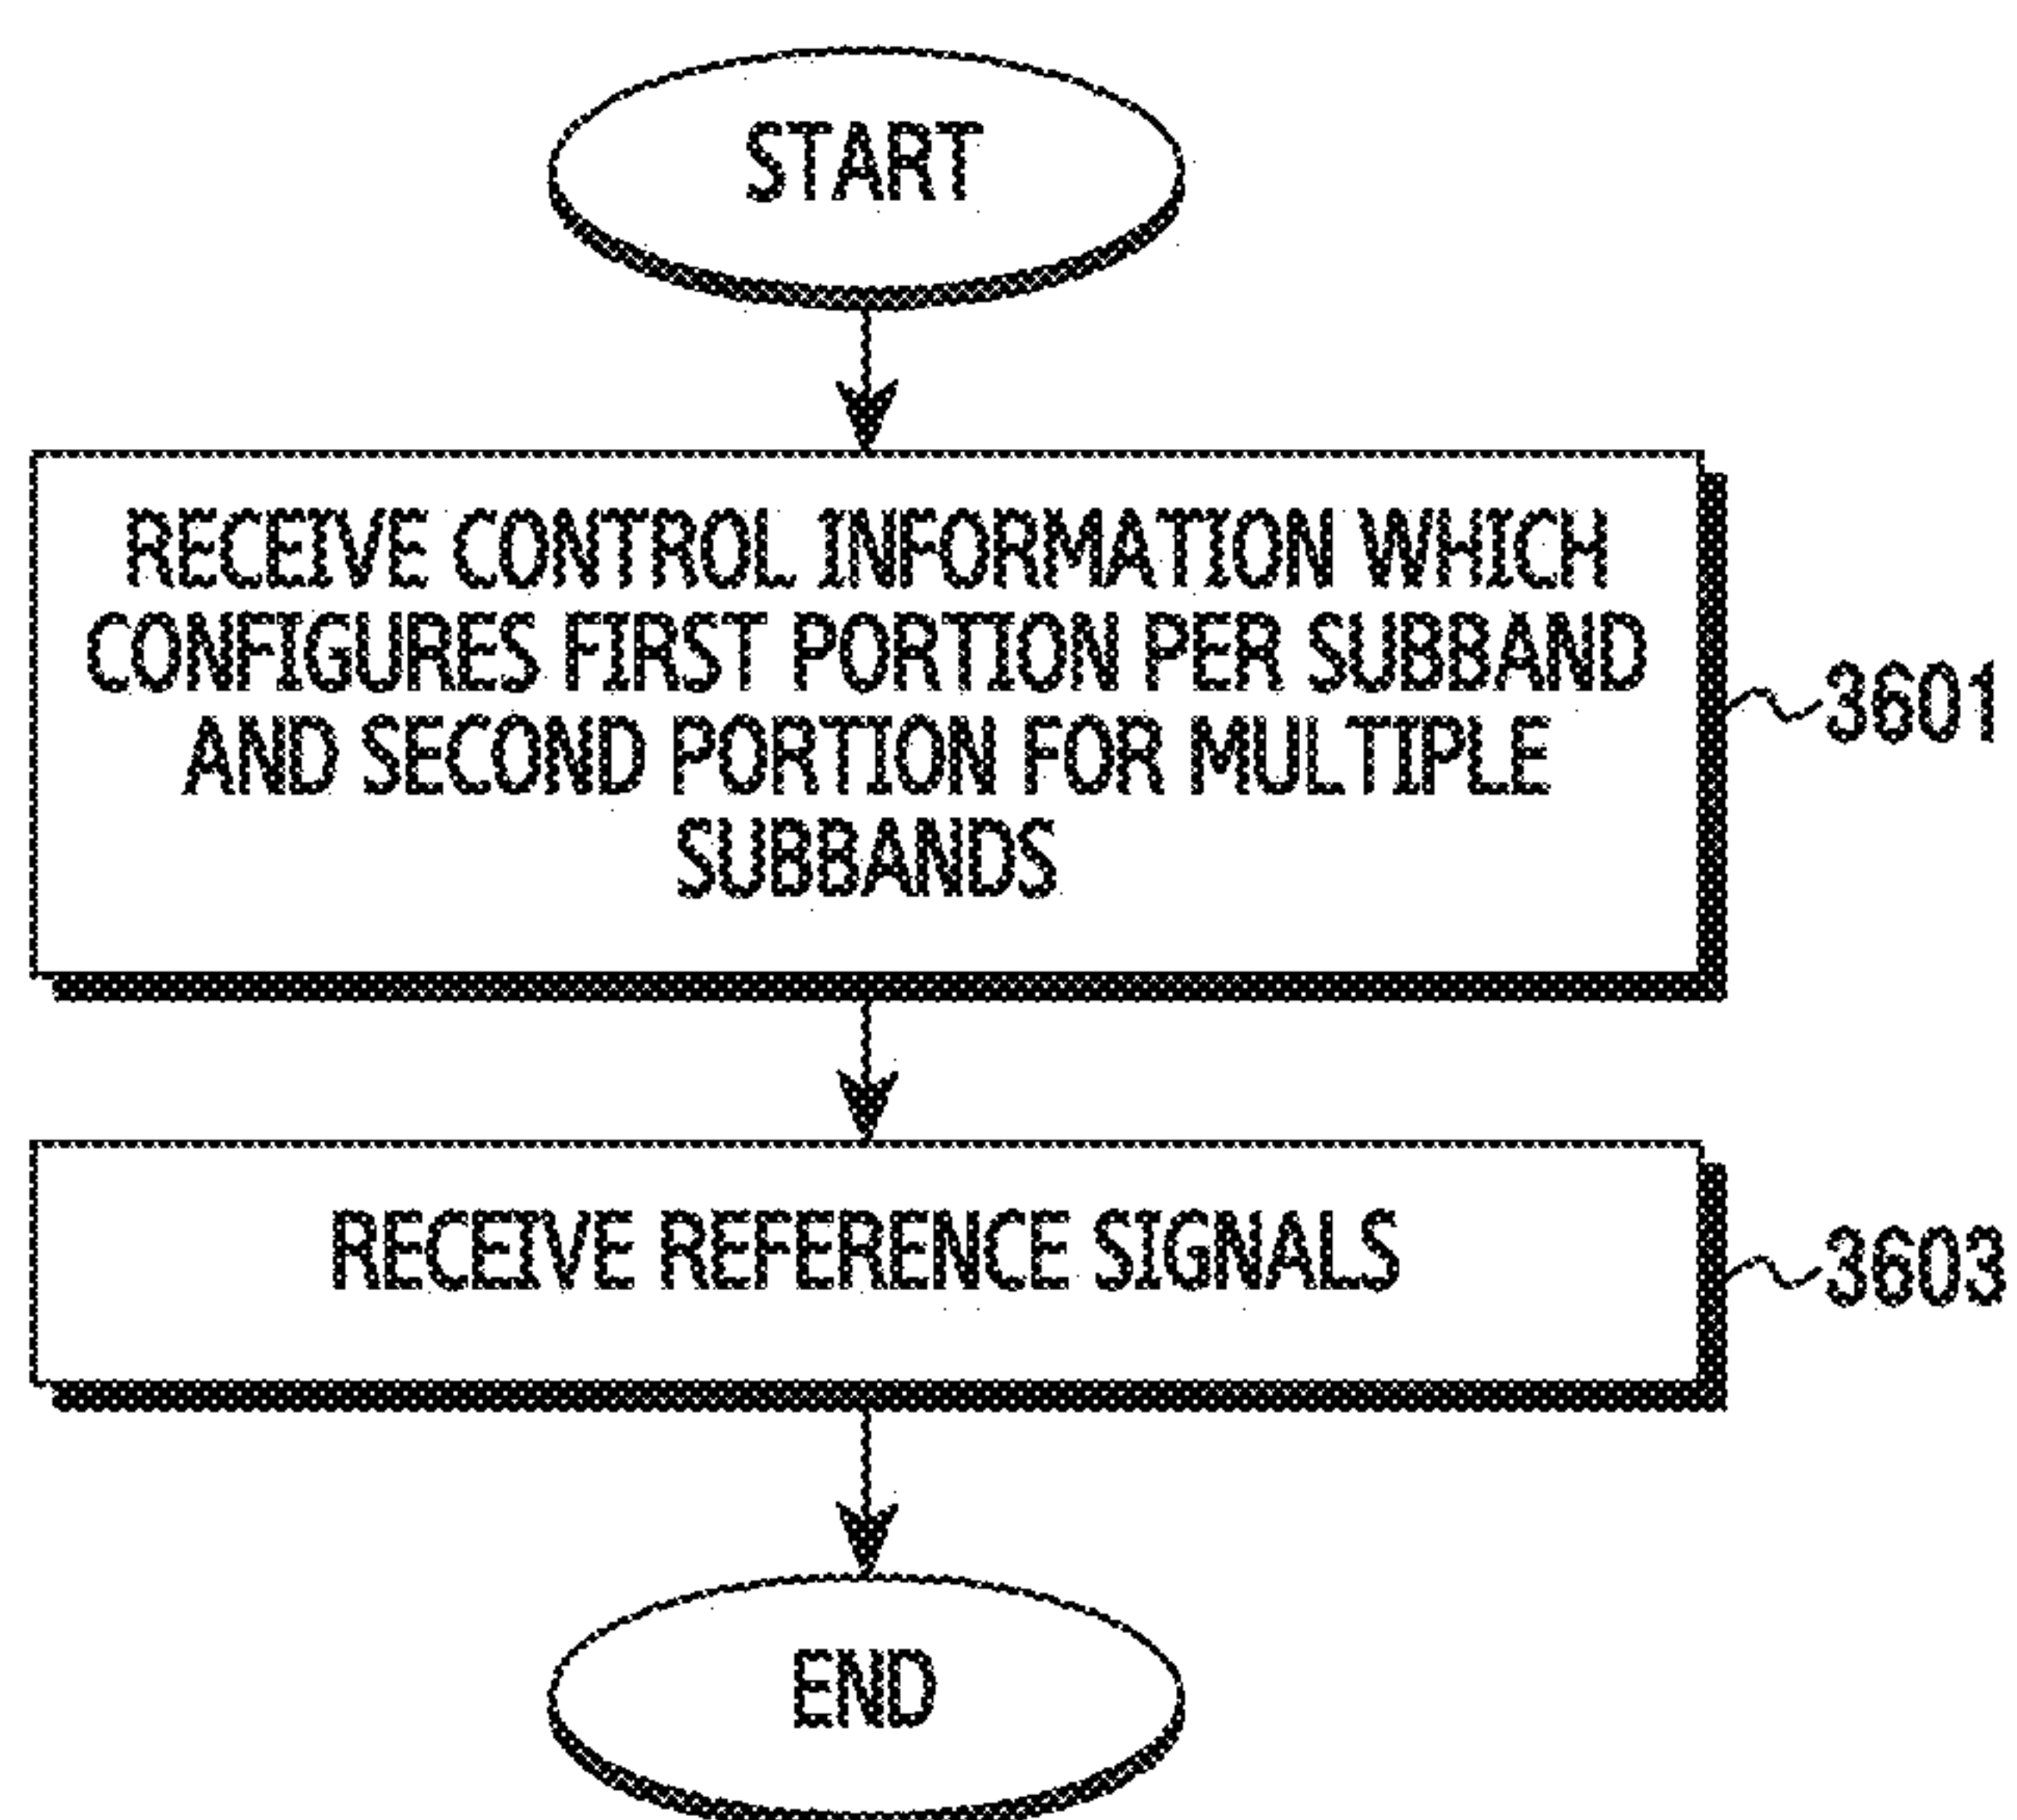 START
RECEIVE CONTROL INFORMATION WHICH
CONFIGURES FIRST PORTION PER SUBBAND
AND SECOND PORTION FOR MULTIPLE
SUBBANDS
3601
RECEIVE REFERENCE SIGNALS
3603
END